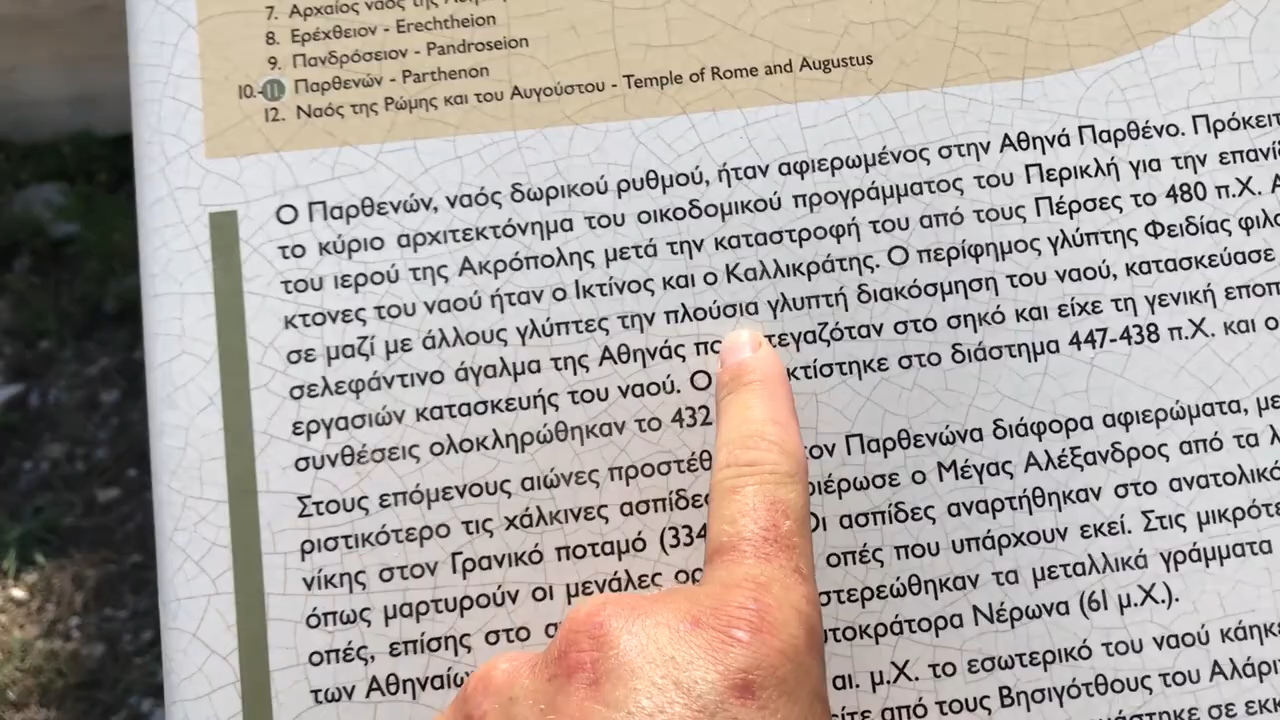 7. Αρχαίος ναός της
8. Ερέχθειον - Erechtheion
9. Πανδρόσειον - Pandroseion
10.-11. Παρθενών - Parthenon
12. Ναός της Ρώμης και του Αυγούστου - Temple of Rome and Augustus
Ο Παρθενών, ναός δωρικού ρυθμού, ήταν αφιερωμένος στην Αθηνά Παρθένο. Πρόκειτ
το κύριο αρχιτεκτόνημα του οικοδομικού προγράμματος του Περικλή για την επανί
του ιερού της Ακρόπολης μετά την καταστροφή του από τους Πέρσες το 480 π.Χ.
κτονες του ναού ήταν ο Ικτίνος και ο Καλλικράτης. Ο περίφημος γλύπτης Φειδίας φιλο
σε μαζί με άλλους γλύπτες την πλούσια γλυπτή διακόσμηση του ναού, κατασκεύασε
σελεφάντινο άγαλμα της Αθηνάς τεγαζόταν στο σηκό και είχε τη γενική εποπ
εργασιών κατασκευής του ναού. Ο κτίστηκε στο διάστημα 447-438 π.Χ. και ο
συνθέσεις ολοκληρώθηκαν το 432
Στους επόμενους αιώνες προστέθ ον Παρθενώνα διάφορα αφιερώματα, με
ριστικότερο τις χάλκινες ασπίδες ιέρωσε ο Μέγας Αλέξανδρος από τα λ
νίκης στον Γρανικό ποταμό (334 Οι ασπίδες αναρτήθηκαν στο ανατολικό
όπως μαρτυρούν οι μεγάλες οπές που υπάρχουν εκεί. Στις μικρότε
οπές, επίσης στο στερεώθηκαν τα μεταλλικά γράμματα
των Αθηναίω τοκράτορα Νέρωνα (61 μ.Χ.).
αι. μ.Χ. το εσωτερικό του ναού κάηκ
είτε από τους Βησιγότθους του Αλάρι
σε εκκ